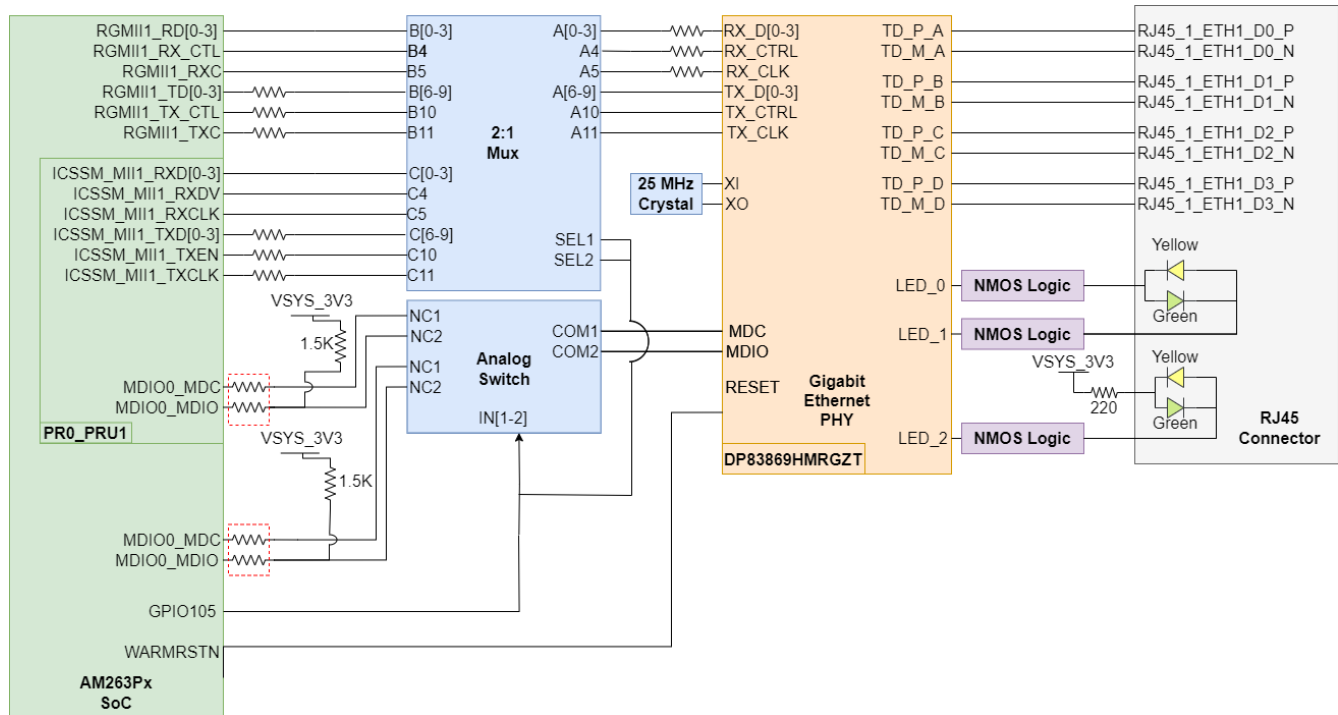 RGMII1_RD[0-3]
RGMII1_RX_CTL
RGMII1_RXC
RGMII1_TD[0-3]
RGMII1_TX_CTL
RGMII1_TXC
ICSSM_MII1_RXD[0-3]
ICSSM_MII1_RXDV
ICSSM_MII1_RXCLK
ICSSM_MII1_TXD[0-3]
ICSSM_MII1_TXEN
ICSSM_MII1_TXCLK
MDIO0_MDC
MDIO0_MDIO
PR0_PRU1
MDIO0_MDC
MDIO0_MDIO
GPIO105
WARMRSTN
AM263Px
SoC
VSYS_3V3
1.5K
VSYS_3V3
1.5K
B[0-3]
B4
B5
B[6-9]
B10
B11
C[0-3]
C4
C5
C[6-9]
C10
C11
2:1
Mux
A[0-3]
A4
A5
A[6-9]
A10
A11
SEL1
SEL2
NC1
NC2
NC1
NC2
Analog
Switch
COM1
COM2
IN[1-2]
25 MHz
Crystal
RX_D[0-3]
RX_CTRL
RX_CLK
TX_D[0-3]
TX_CTRL
TX_CLK
XI
XO
MDC
MDIO
RESET
Gigabit
Ethernet
PHY
DP83869HMRGZT
TD_P_A
TD_M_A
TD_P_B
TD_M_B
TD_P_C
TD_M_C
TD_P_D
TD_M_D
LED_0
LED_1
LED_2
NMOS Logic
NMOS Logic
VSYS_3V3
220
NMOS Logic
RJ45_1_ETH1_D0_P
RJ45_1_ETH1_D0_N
RJ45_1_ETH1_D1_P
RJ45_1_ETH1_D1_N
RJ45_1_ETH1_D2_P
RJ45_1_ETH1_D2_N
RJ45_1_ETH1_D3_P
RJ45_1_ETH1_D3_N
Yellow
Green
Yellow
Green
RJ45
Connector